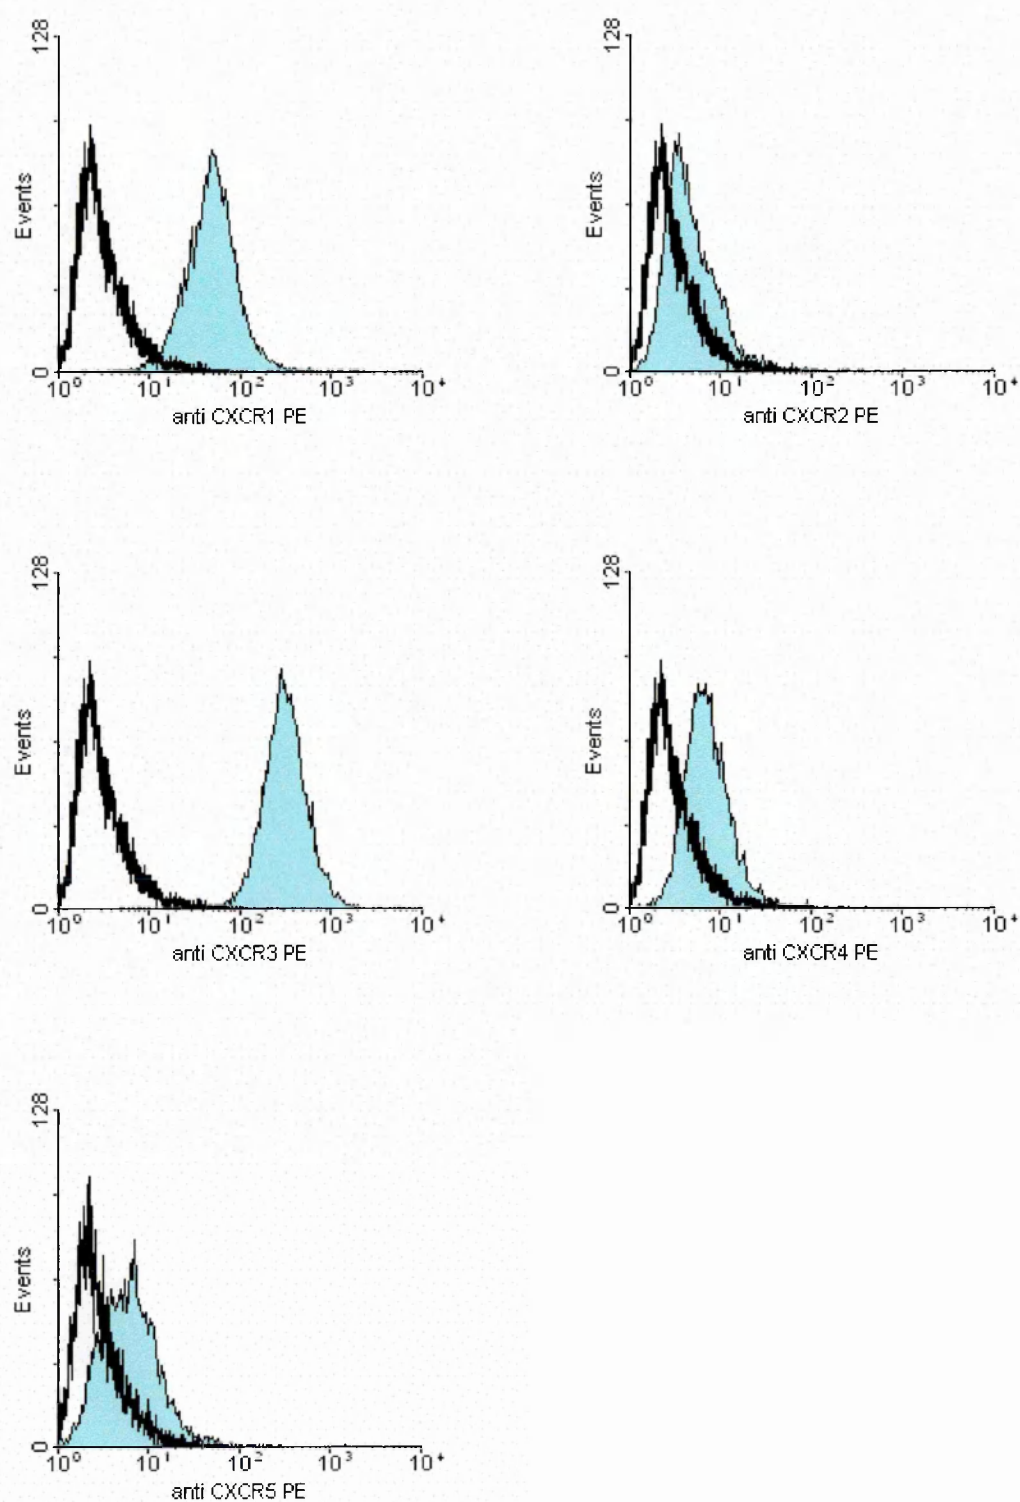 128
Events
0
10⁰ 10¹ 10² 10³ 10⁴
anti CXCR1 PE
128
Events
0
10⁰ 10¹ 10² 10³ 10⁴
anti CXCR2 PE
128
Events
0
10⁰ 10¹ 10² 10³ 10⁴
anti CXCR3 PE
128
Events
0
10⁰ 10¹ 10² 10³ 10⁴
anti CXCR4 PE
128
Events
0
10⁰ 10¹ 10² 10³ 10⁴
anti CXCR5 PE